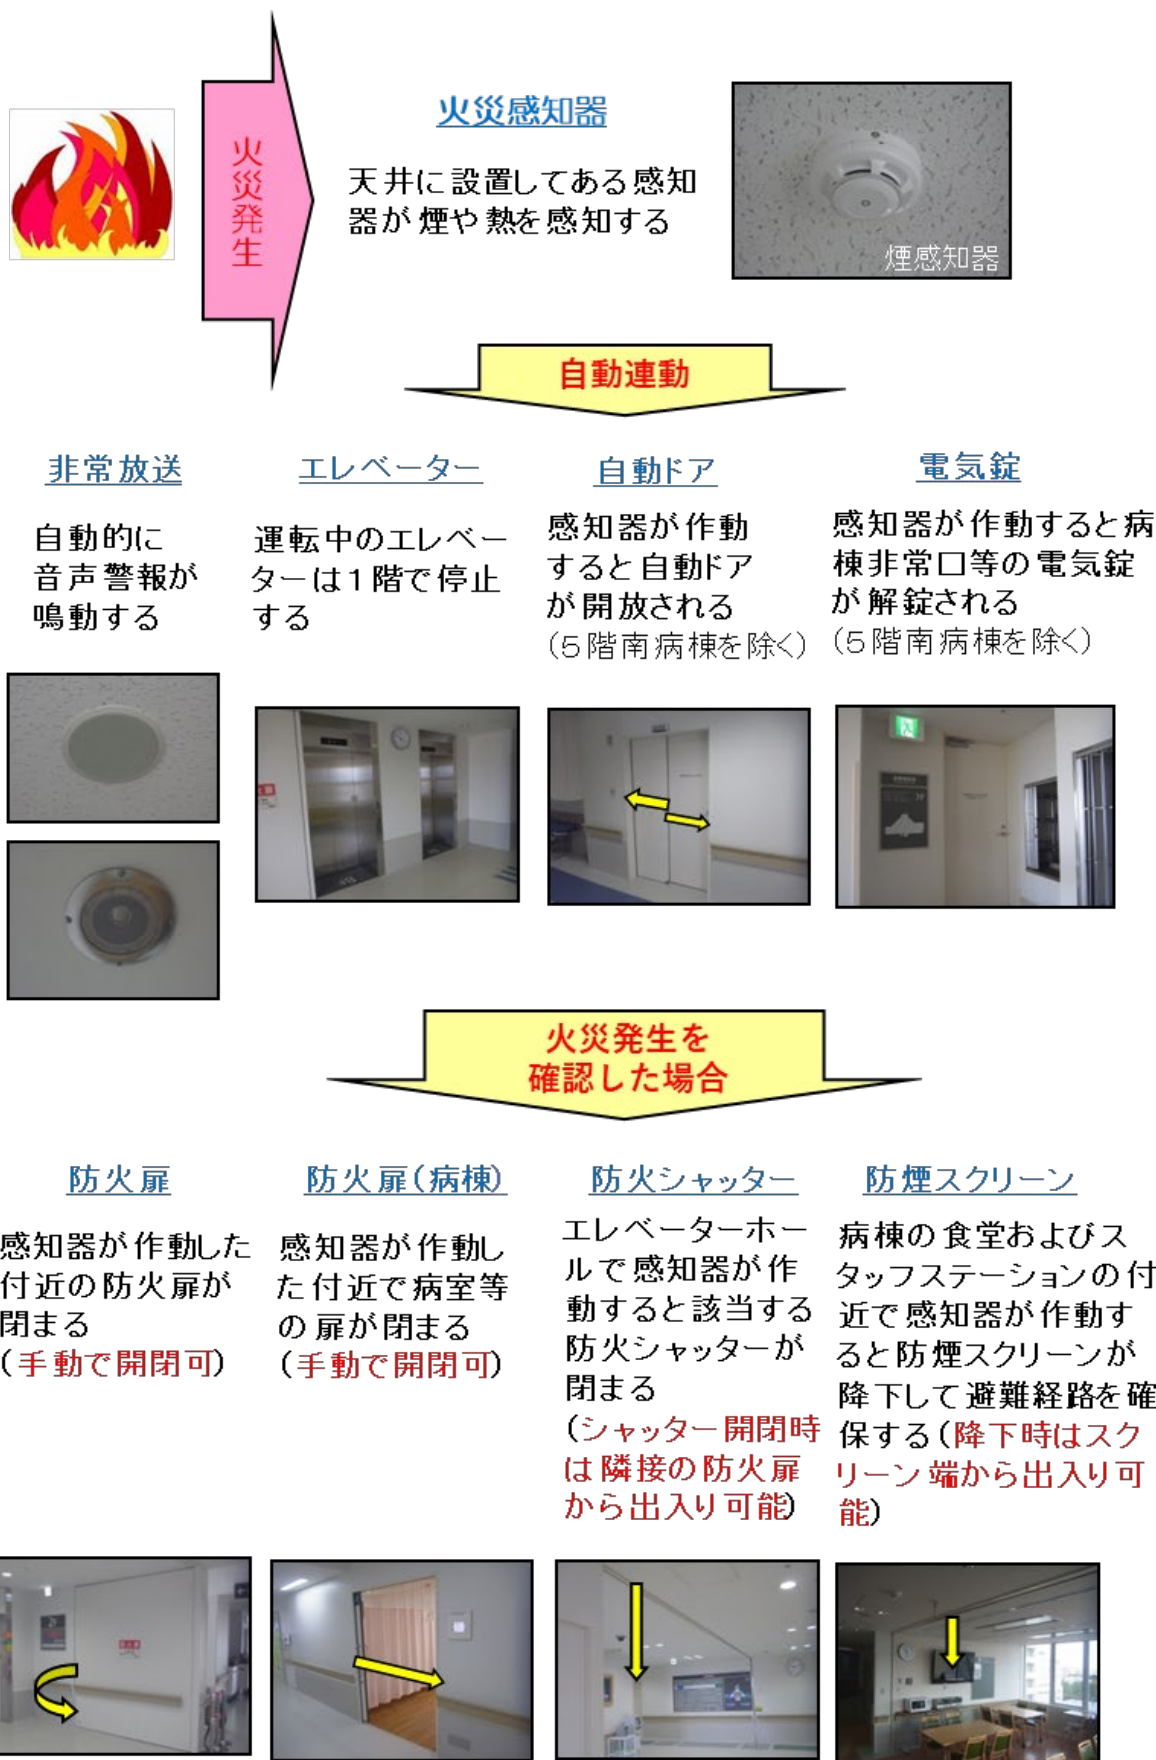 火災発生
火災感知器
天井に設置してある感知
器が煙や熱を感知する
煙感知器
自動連動
非常放送
自動的に
音声警報が
鳴動する
エレベーター
運転中のエレベー
ターは1階で停止
する
自動ドア
感知器が作動
すると自動ドア
が開放される
(5階南病棟を除く)
電気錠
感知器が作動すると病
棟非常口等の電気錠
が解錠される
(5階南病棟を除く)
火災発生を
確認した場合
防火扉
感知器が作動した
付近の防火扉が
閉まる
(手動で開閉可)
防火扉(病棟)
感知器が作動し
た付近で病室等
の扉が閉まる
(手動で開閉可)
防火シャッター
エレベーターホー
ルで感知器が作
動すると該当する
防火シャッターが
閉まる
(シャッター開閉時
は隣接の防火扉
から出入り可能)
防煙スクリーン
病棟の食堂およびス
タッフステーションの付
近で感知器が作動す
ると防煙スクリーンが
降下して避難経路を確
保する(降下時はスク
リーン端から出入り可
能)